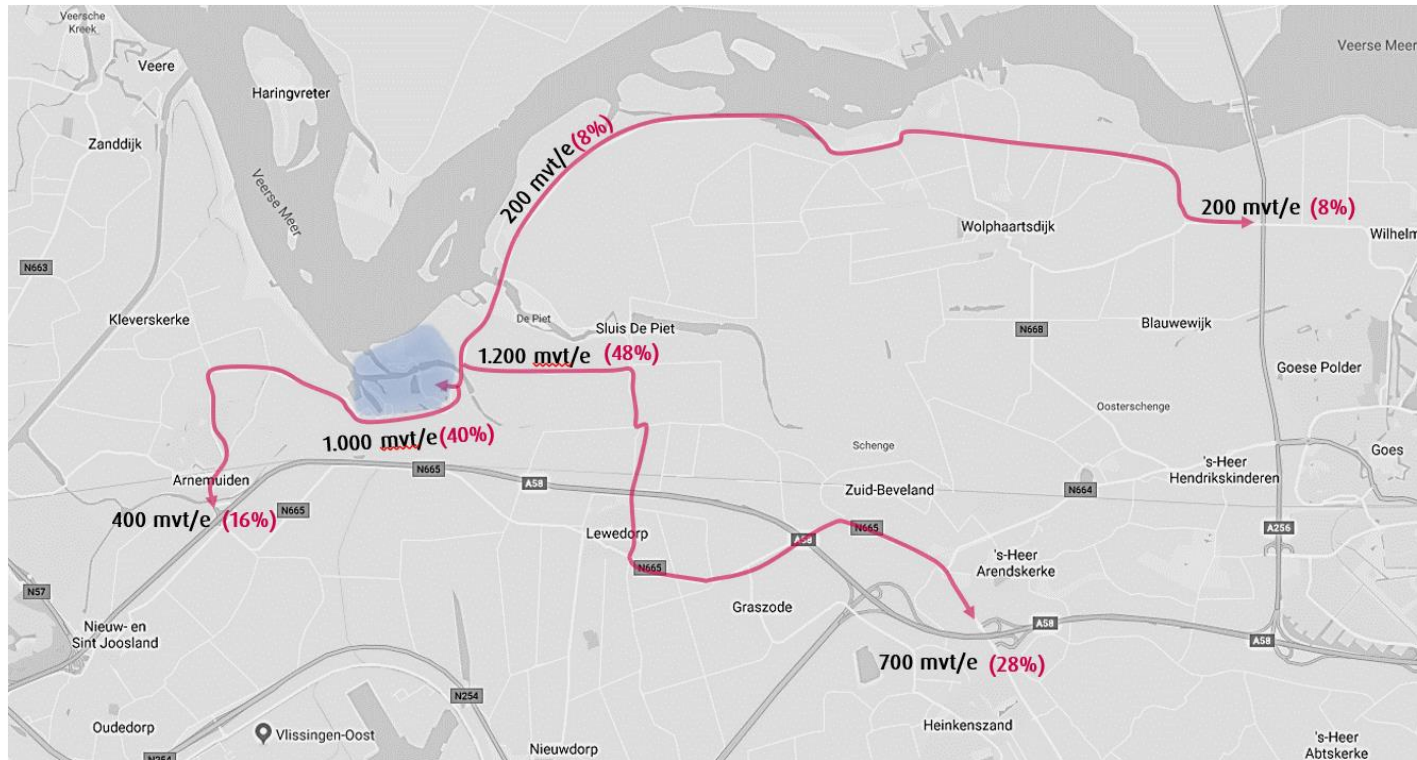 Veersche
Kreek
Veere
Haringvreter
Veerse Meer
Zanddijk
Veerse Meer
200 mvt/e (8%)
200 mvt/e (8%)
Wolphaartsdijk
Wilhelm
N663
De Piet
Kleverskerke
Sluis De Piet
N668
Blauwewijk
1.200 mvt/e (48%)
Goese Polder
Oosterschenge
1.000 mvt/e (40%)
Schenge
Goes
's-Heer
Hendrikskinderen
Arnemuiden
N665
A58
Zuid-Beveland
N664
400 mvt/e (16%)
N665
Lewedorp
N665
A58
A256
's-Heer
Arendskerke
N665
N57
Graszode
Nieuw- en
Sint Joosland
A58
A58
700 mvt/e (28%)
N254
Oudedorp
Vlissingen-Oost
Heinkenszand
Nieuwdorp
's-Heer
Abtskerke
N254